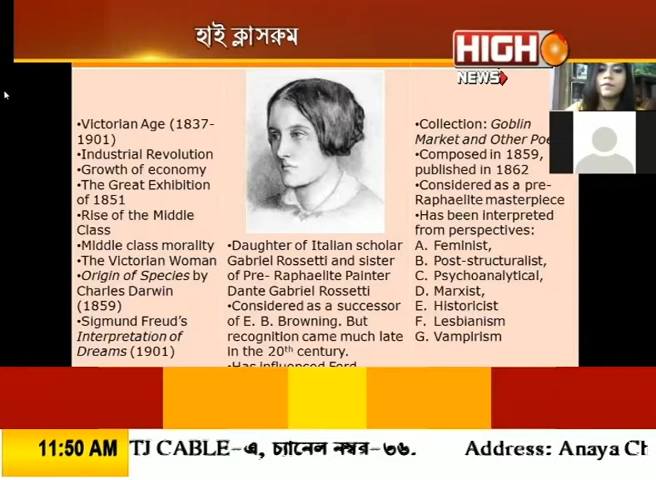 হাই ক্লাসরুম
HIGH
NEWS
•Victorian Age (1837-
1901)
•Industrial Revolution
•Growth of economy
•The Great Exhibition
of 1851
•Rise of the Middle
Class
•Middle class morality
•The Victorian Woman
•Origin of Species by
Charles Darwin
(1859)
•Sigmund Freud's
Interpretation of
Dreams (1901)
•Daughter of Italian scholar
Gabriel Rossetti and sister
of Pre- Raphaelite Painter
Dante Gabriel Rossetti
•Considered as a successor
of E. B. Browning. But
recognition came much late
in the 20th century.
•Has influenced Ford
•Collection: Goblin
Market and Other Poe
•Composed in 1859,
published in 1862
•Considered as a pre-
Raphaelite masterpiece
•Has been interpreted
from perspectives:
A. Feminist,
B. Post-structuralist,
C. Psychoanalytical,
D. Marxist,
E. Historicist
F. Lesbianism
G. Vampirism
11:50 AM TJ CABLE-এ, চ্যানেল নম্বর-৩৬. Address: Anaya Ch